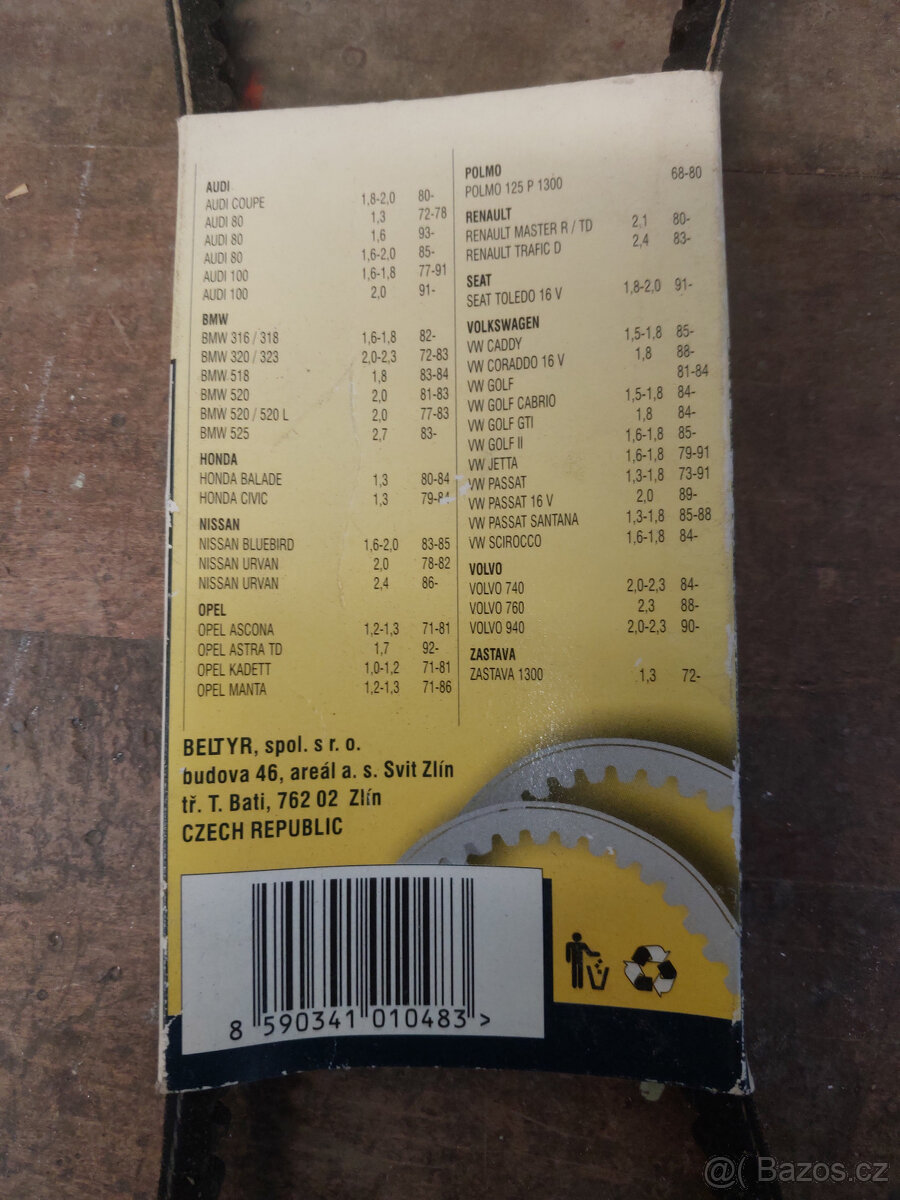 AUDI
AUDI COUPE 1,8-2,0 80-
AUDI 80 1,3 72-78
AUDI 80 1,6 93-
AUDI 80 1,6-2,0 85-
AUDI 100 1,6-1,8 77-91
AUDI 100 2,0 91-
BMW
BMW 316 / 318 1,6-1,8 82-
BMW 320 / 323 2,0-2,3 72-83
BMW 518 1,8 83-84
BMW 520 2,0 81-83
BMW 520 / 520 L 2,0 77-83
BMW 525 2,7 83-
HONDA
HONDA BALADE 1,3 80-84
HONDA CIVIC 1,3 79-84
NISSAN
NISSAN BLUEBIRD 1,6-2,0 83-85
NISSAN URVAN 2,0 78-82
NISSAN URVAN 2,4 86-
OPEL
OPEL ASCONA 1,2-1,3 71-81
OPEL ASTRA TD 1,7 92-
OPEL KADETT 1,0-1,2 71-81
OPEL MANTA 1,2-1,3 71-86
POLMO
POLMO 125 P 1300 68-80
RENAULT
RENAULT MASTER R / TD 2,1 80-
RENAULT TRAFIC D 2,4 83-
SEAT
SEAT TOLEDO 16 V 1,8-2,0 91-
VOLKSWAGEN
VW CADDY 1,5-1,8 85-
VW CORADDO 16 V 1,8 88-
VW GOLF 81-84
VW GOLF CABRIO 1,5-1,8 84-
VW GOLF GTI 1,8 84-
VW GOLF II 1,6-1,8 85-
VW JETTA 1,6-1,8 79-91
VW PASSAT 1,3-1,8 73-91
VW PASSAT 16 V 2,0 89-
VW PASSAT SANTANA 1,3-1,8 85-88
VW SCIROCCO 1,6-1,8 84-
VOLVO
VOLVO 740 2,0-2,3 84-
VOLVO 760 2,3 88-
VOLVO 940 2,0-2,3 90-
ZASTAVA
ZASTAVA 1300 1,3 72-
BELTYR, spol. s r. o.
budova 46, areál a. s. Svit Zlín
tř. T. Bati, 762 02 Zlín
CZECH REPUBLIC
8 590341 010483 >
@ Bazos.cz